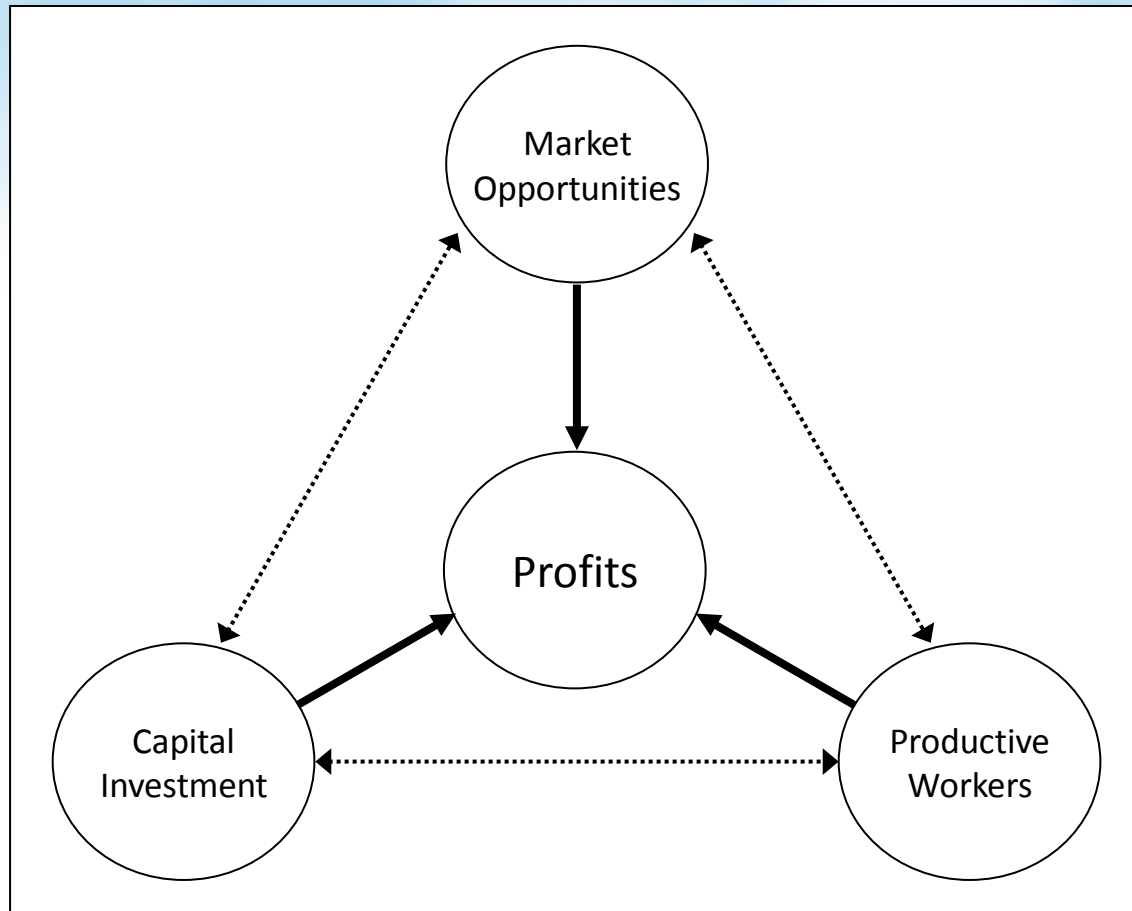 Market
Opportunities
Profits
Capital
Investment
Productive
Workers